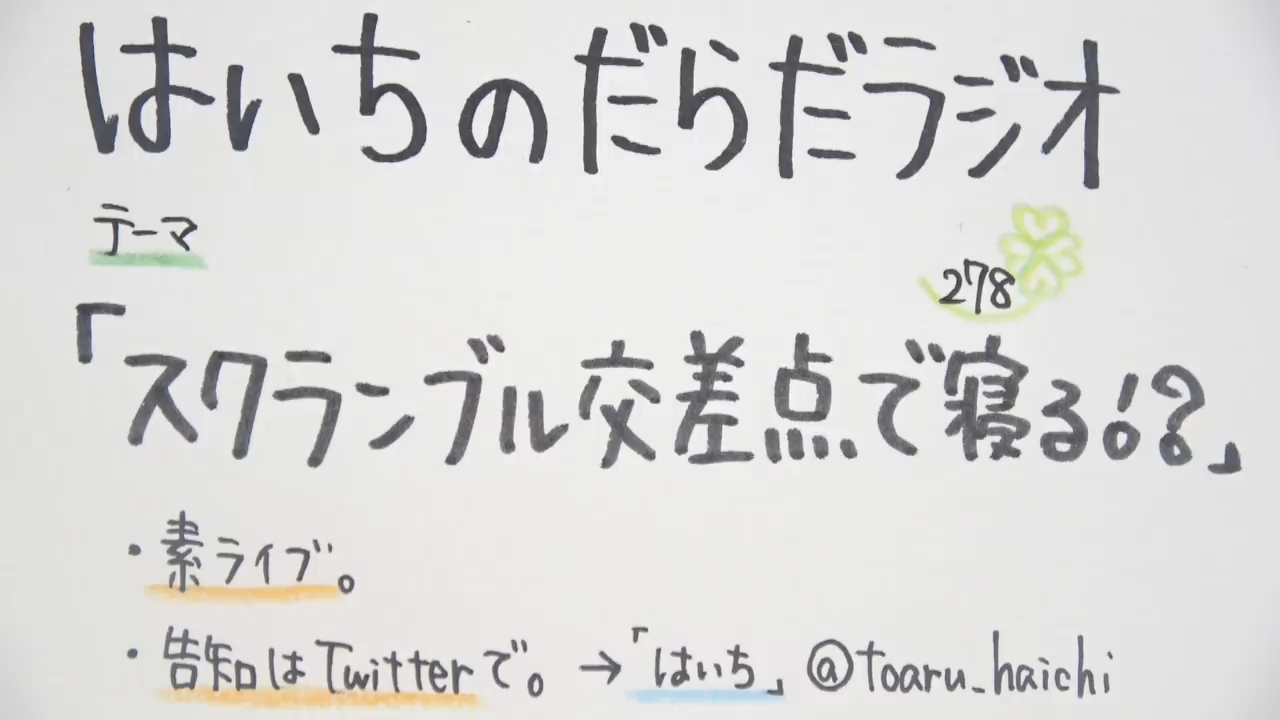 はいちのだらだラジオ
テーマ
278
「スクランブル交差点で寝る!?」
・素ライブ。
・告知はTwitterで。→「はいち」@toaru_haichi